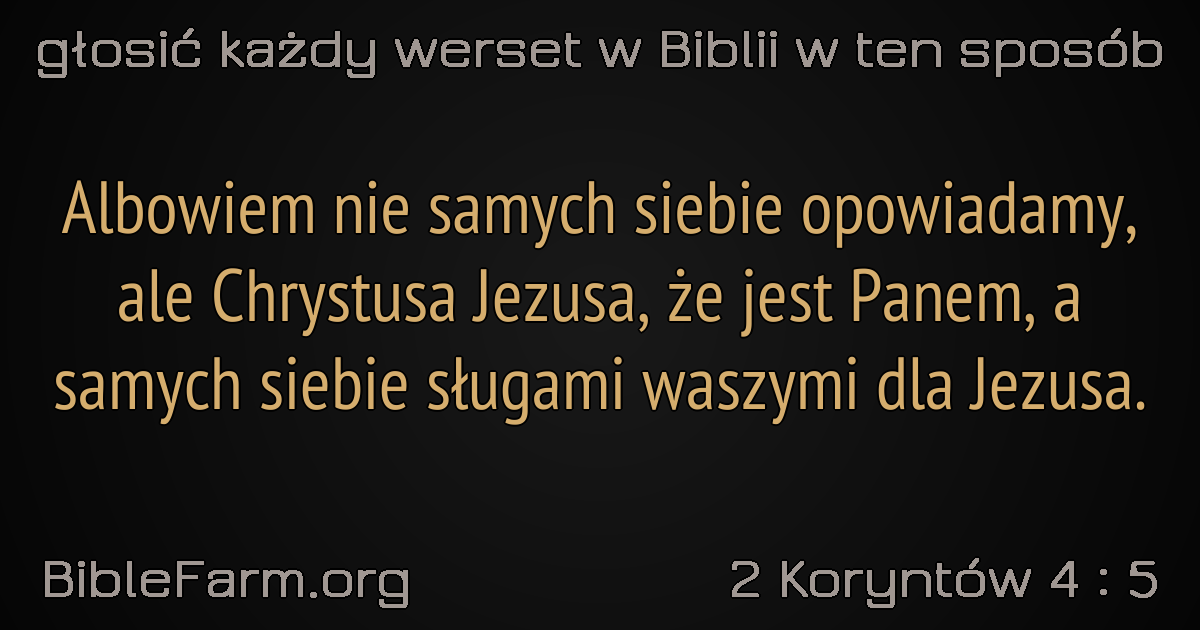 głosić każdy werset w Biblii w ten sposób
Albowiem nie samych siebie opowiadamy,
ale Chrystusa Jezusa, że jest Panem, a
samych siebie sługami waszymi dla Jezusa.
BibleFarm.org
2 Koryntów 4 : 5